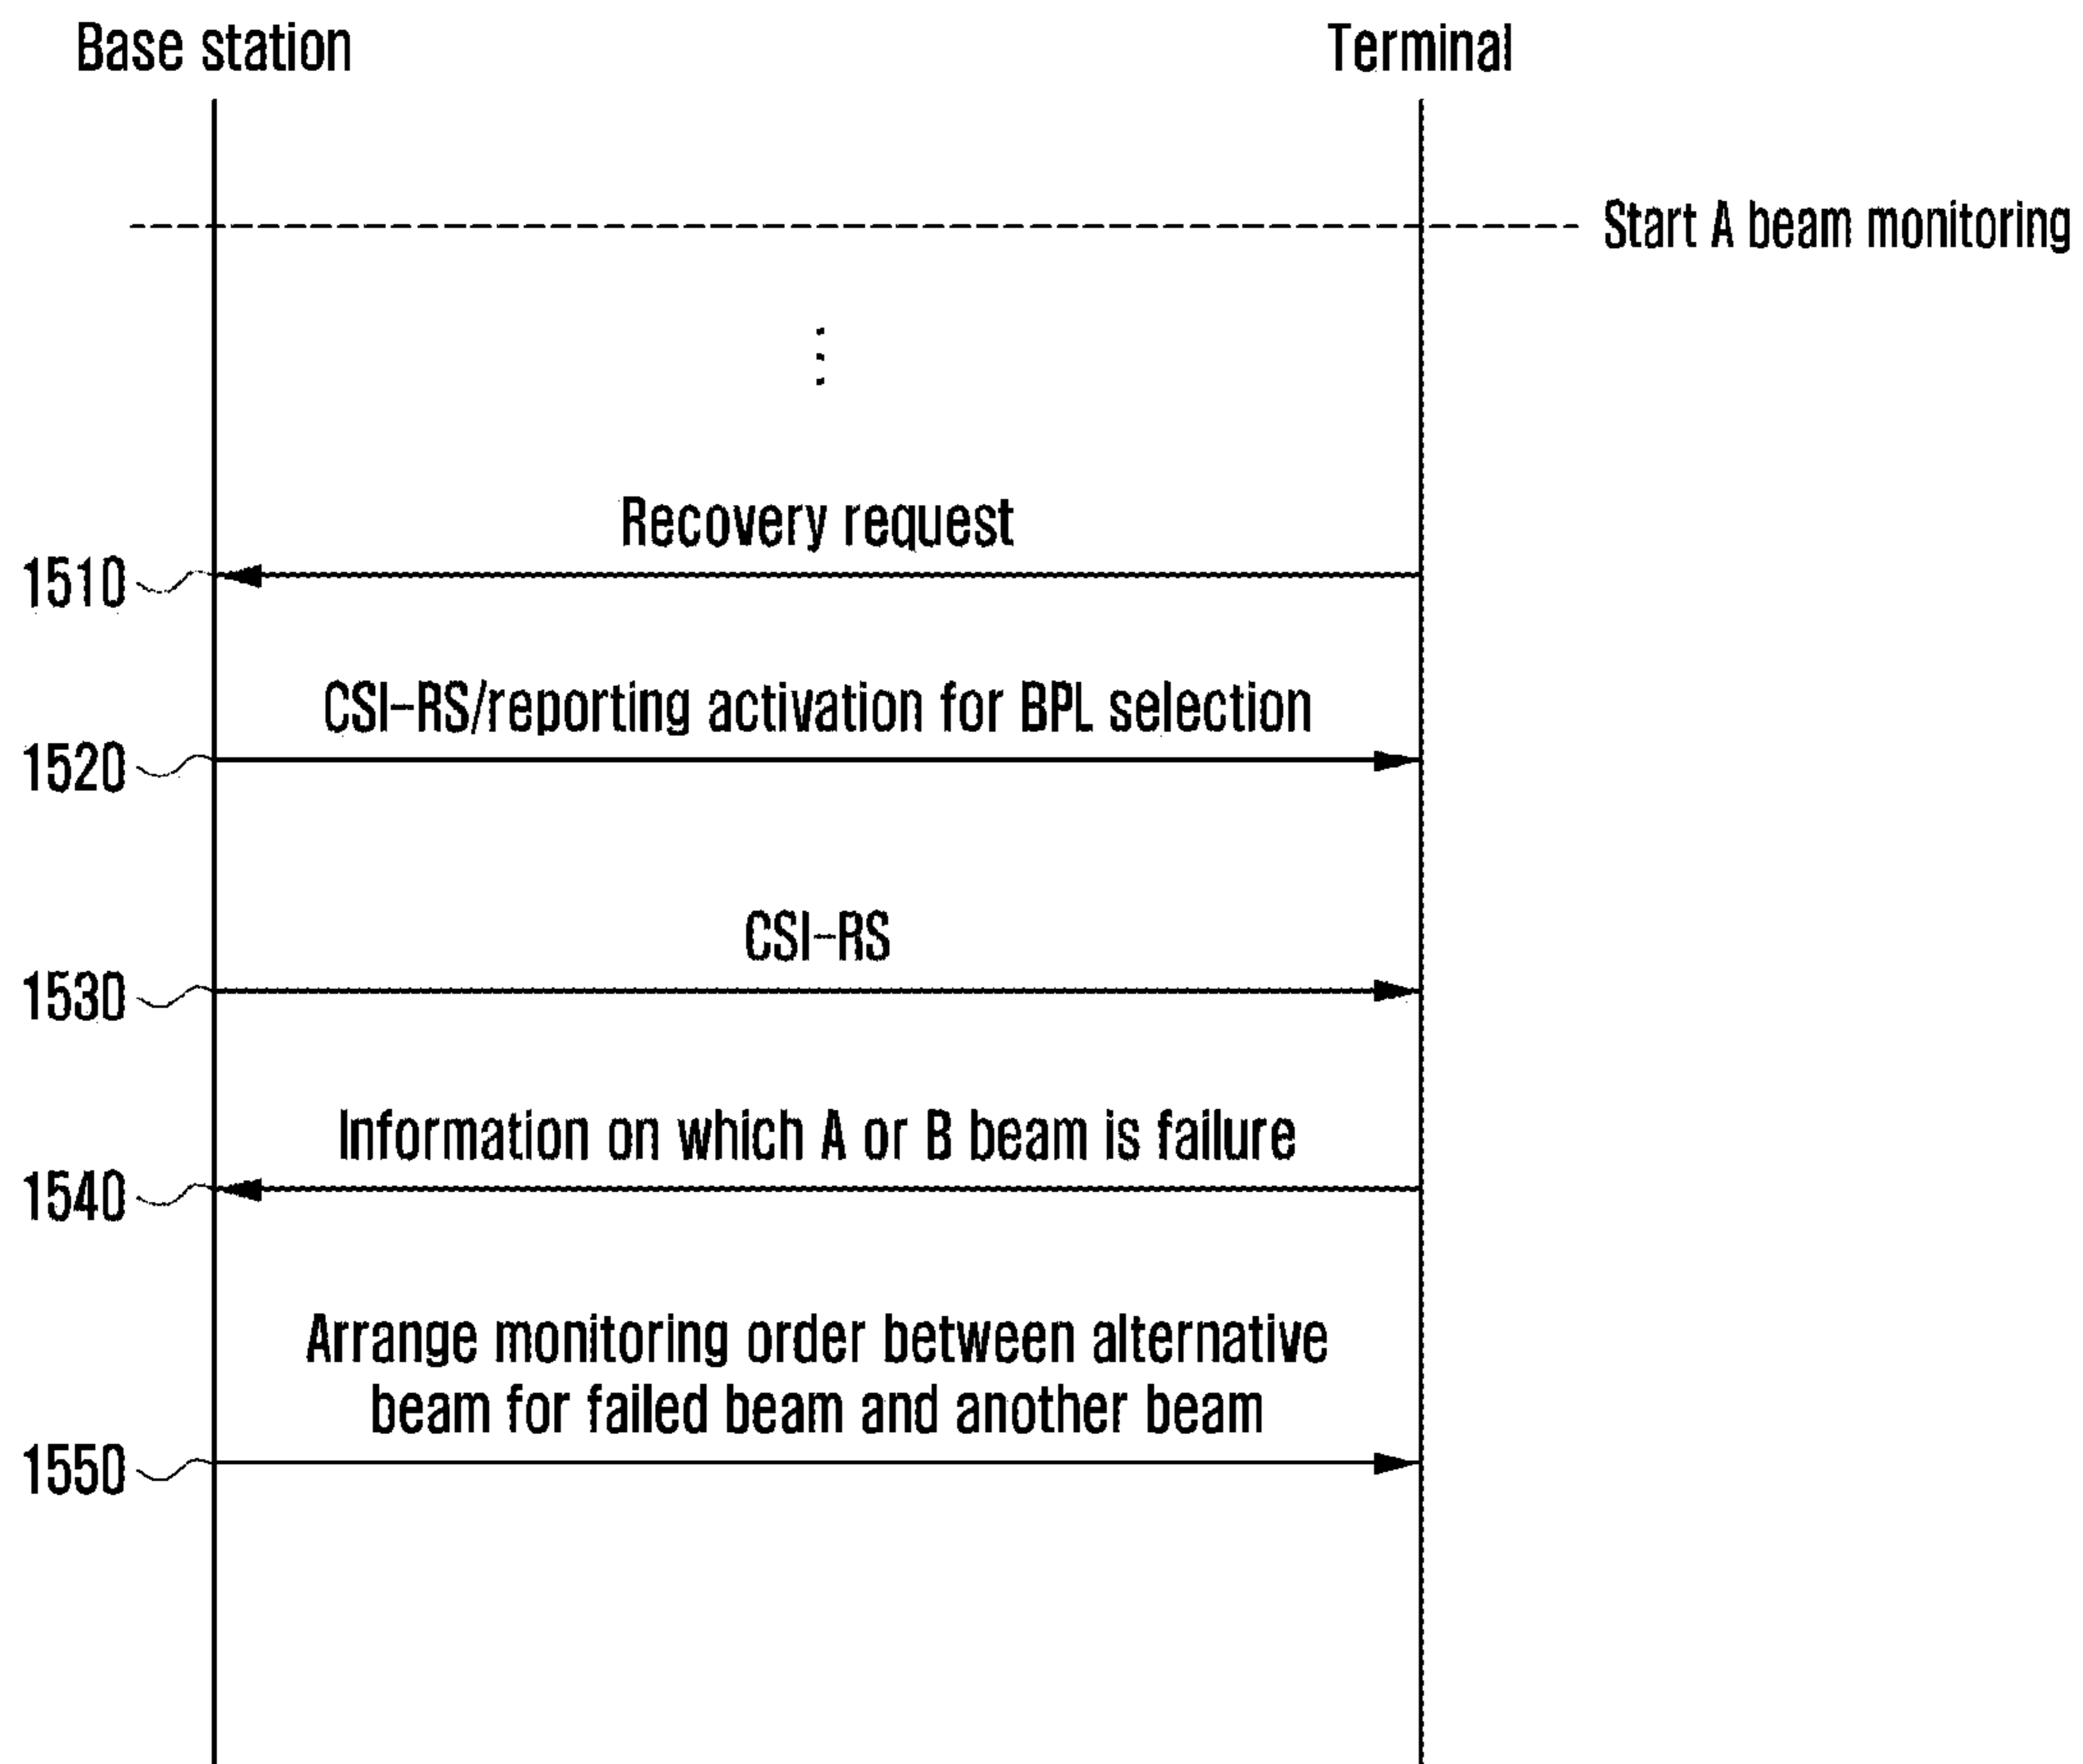 Base station
Terminal
Start A beam monitoring
Recovery request
1510
CSI-RS/reporting activation for BPL selection
1520
CSI-RS
1530
Information on which A or B beam is failure
1540
Arrange monitoring order between alternative
beam for failed beam and another beam
1550